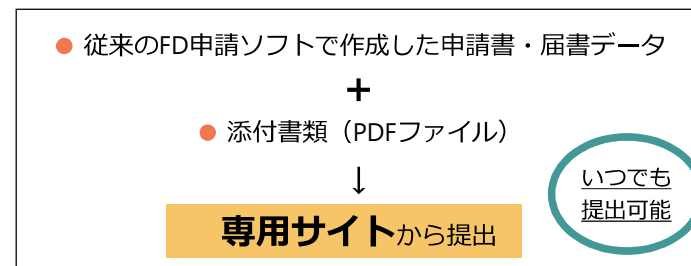 ● 従来のFD申請ソフトで作成した申請書・届書データ
+
● 添付書類（PDFファイル）
↓
専用サイトから提出
いつでも
提出可能